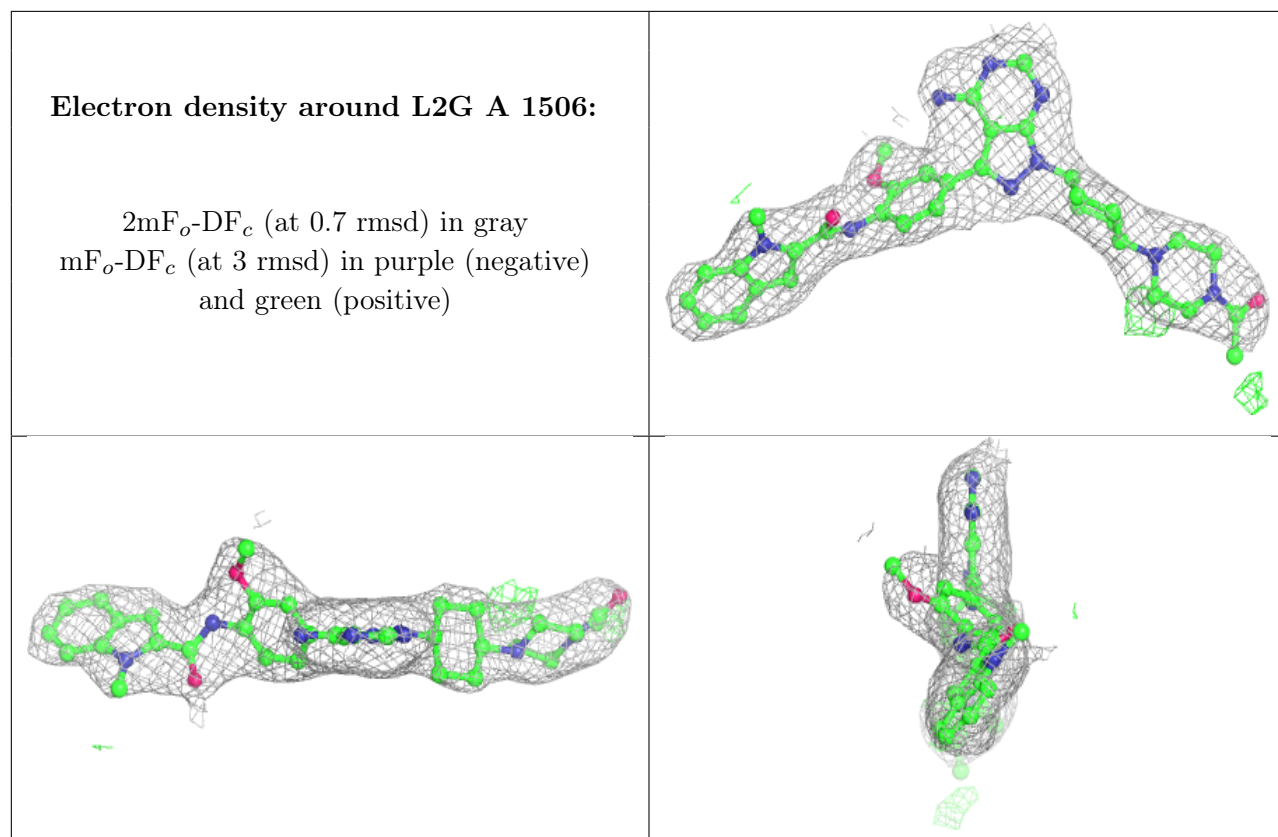 Electron density around L2G A 1506:
2mFo-DFc (at 0.7 rmsd) in gray
mFo-DFc (at 3 rmsd) in purple (negative)
and green (positive)